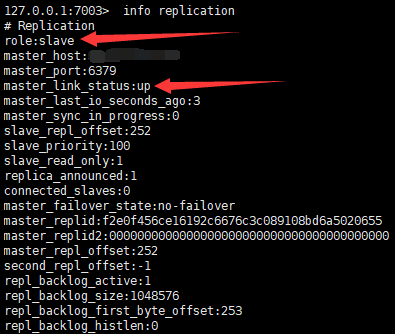 127.0.0.1:7003> info replication
# Replication
role:slave
master_host:
master_port:6379
master_link_status:up
master_last_io_seconds_ago:3
master_sync_in_progress:0
slave_repl_offset:252
slave_priority:100
slave_read_only:1
replica_announced:1
connected_slaves:0
master_failover_state:no-failover
master_replid:f2e0f456ce16192c6676c3c089108bd6a5020655
master_replid2:0000000000000000000000000000000000000000
master_repl_offset:252
second_repl_offset:-1
repl_backlog_active:1
repl_backlog_size:1048576
repl_backlog_first_byte_offset:253
repl_backlog_histlen:0